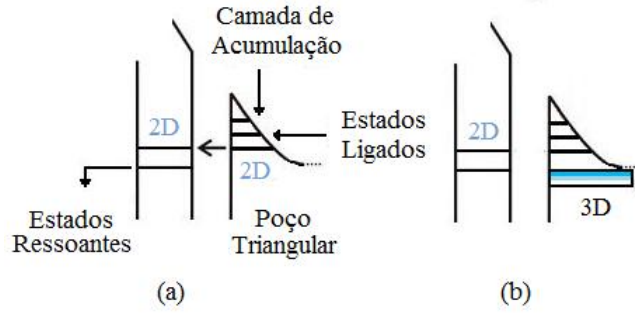 Camada de
Acumulação
2D
2D
Estados
Ligados
Estados
Ressoantes
Poço
Triangular
(a)
2D
3D
(b)